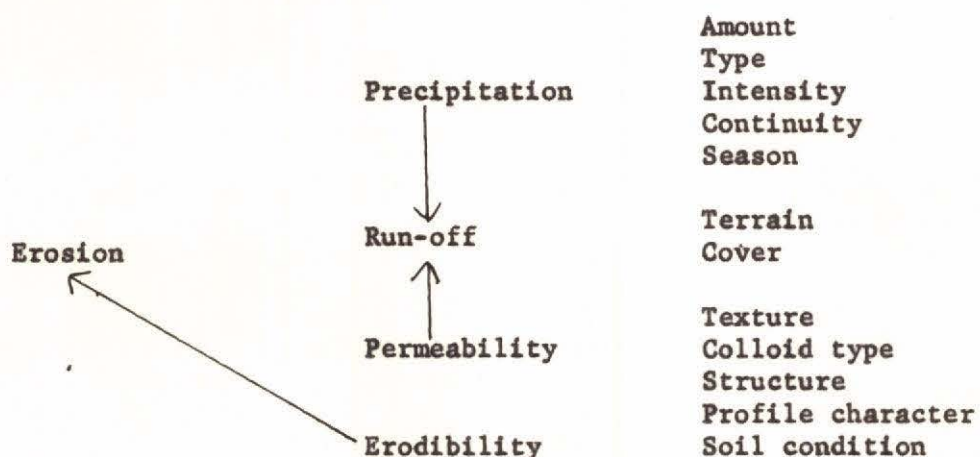 Amount
Type
Precipitation Intensity
Continuity
Season
Terrain
Run-off
Erosion Cover
Texture
Permeability Colloid type
Structure
Profile character
Erodibility Soil condition